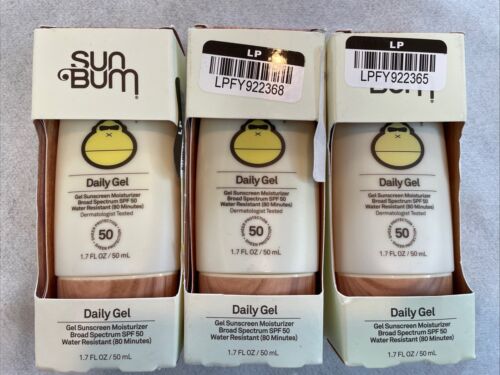 SUN
BUM
Daily Gel
Gel Sunscreen Moisturizer
Broad Spectrum SPF 50
Water Resistant (80 Minutes)
Dermatologist Tested
50
1.7 FL OZ / 50 mL
Daily Gel
Gel Sunscreen Moisturizer
Broad Spectrum SPF 50
Water Resistant (80 Minutes)
1.7 FL OZ / 50 mL
LP
LPFY922368
Daily Gel
Gel Sunscreen Moisturizer
Broad Spectrum SPF 50
Water Resistant (80 Minutes)
Dermatologist Tested
50
1.7 FL OZ / 50 mL
Daily Gel
Gel Sunscreen Moisturizer
Broad Spectrum SPF 50
Water Resistant (80 Minutes)
1.7 FL OZ / 50 mL
LP
LPFY922365
BUM
Daily Gel
Gel Sunscreen Moisturizer
Broad Spectrum SPF 50
Water Resistant (80 Minutes)
Dermatologist Tested
50
1.7 FL OZ / 50 mL
Daily Gel
Gel Sunscreen Moisturizer
Broad Spectrum SPF 50
Water Resistant (80 Minutes)
1.7 FL OZ / 50 mL